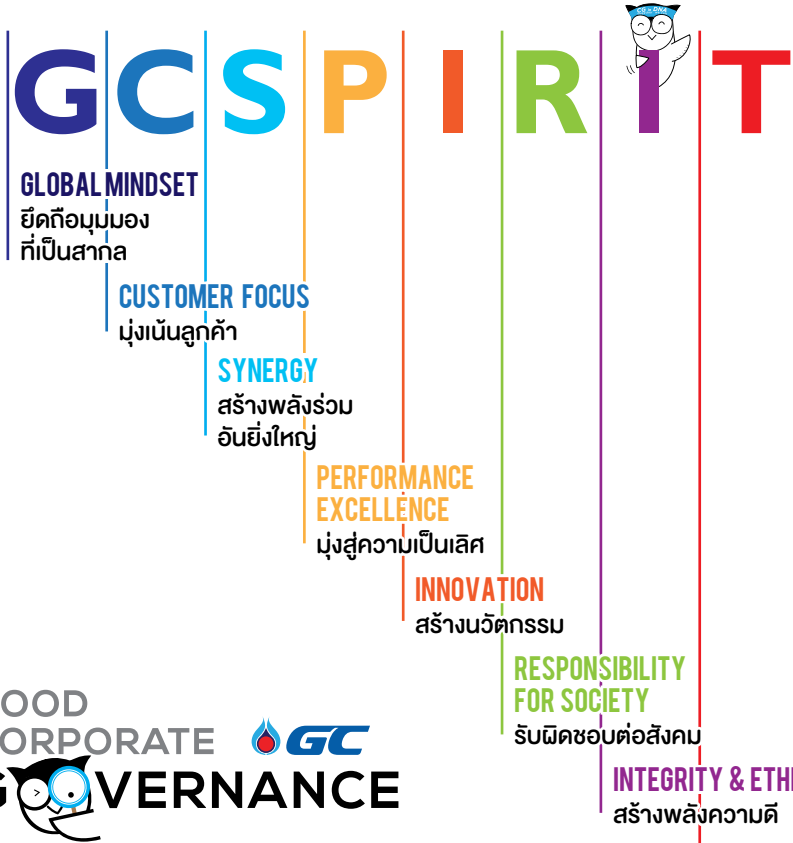 CG in DNA
GCSPIRIT
GLOBAL MINDSET
ยึดถือมุมมอง
ที่เป็นสากล
CUSTOMER FOCUS
มุ่งเน้นลูกค้า
SYNERGY
สร้างพลังร่วม
อันยิ่งใหญ่
PERFORMANCE
EXCELLENCE
มุ่งสู่ความเป็นเลิศ
INNOVATION
สร้างนวัตกรรม
RESPONSIBILITY
FOR SOCIETY
รับผิดชอบต่อสังคม
INTEGRITY & ETHI
สร้างพลังความดี
OOD
ORPORATE GC
GOVERNANCE